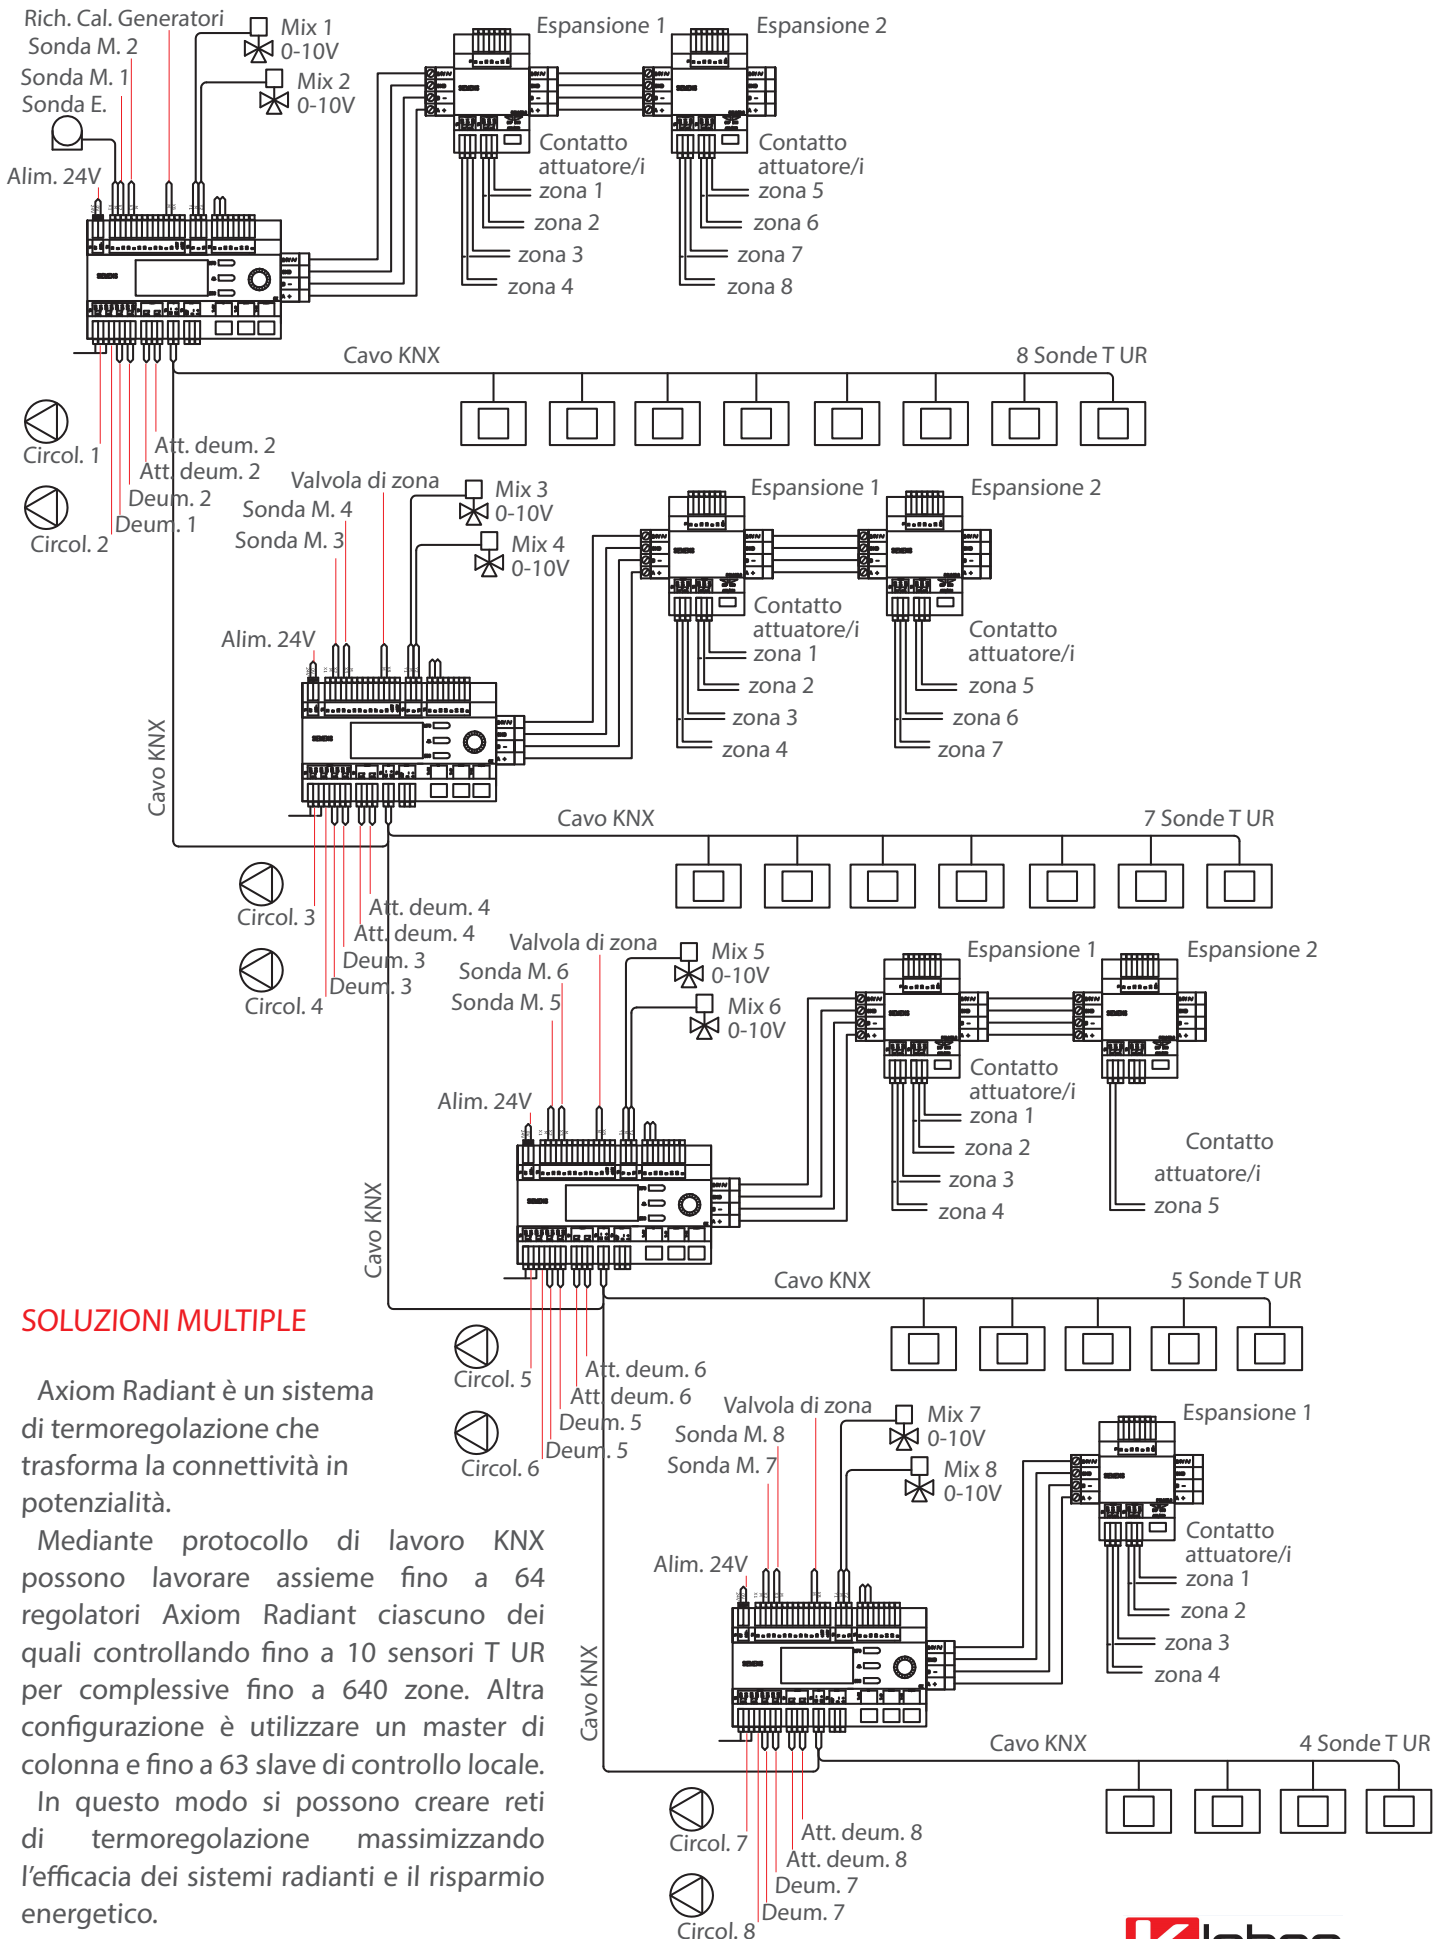 Rich. Cal. Generatori
Sonda M. 2
Sonda M. 1
Sonda E.
Alim. 24V
Mix 1
0-10V
Mix 2
0-10V
Espansione 1
Espansione 2
Contatto
attuatore/i
zona 1
zona 2
zona 3
zona 4
Contatto
attuatore/i
zona 5
zona 6
zona 7
zona 8
SIEMENS
SIEMENS
SIEMENS
Cavo KNX
8 Sonde T UR
Circol. 1
Circol. 2
Att. deum. 2
Att. deum. 2
Deum. 2
Deum. 1
Cavo KNX
Valvola di zona
Sonda M. 4
Sonda M. 3
Alim. 24V
Mix 3
0-10V
Mix 4
0-10V
Espansione 1
Espansione 2
Contatto
attuatore/i
zona 1
zona 2
zona 3
zona 4
Contatto
attuatore/i
zona 5
zona 6
zona 7
SIEMENS
SIEMENS
SIEMENS
Cavo KNX
7 Sonde T UR
Circol. 3
Circol. 4
Att. deum. 4
Att. deum. 4
Deum. 3
Deum. 3
Cavo KNX
Valvola di zona
Sonda M. 6
Sonda M. 5
Alim. 24V
Mix 5
0-10V
Mix 6
0-10V
Espansione 1
Espansione 2
Contatto
attuatore/i
zona 1
zona 2
zona 3
zona 4
Contatto
attuatore/i
zona 5
SIEMENS
SIEMENS
SIEMENS
Cavo KNX
5 Sonde T UR
Circol. 5
Circol. 6
Att. deum. 6
Att. deum. 6
Deum. 5
Deum. 5
Cavo KNX
Valvola di zona
Sonda M. 8
Sonda M. 7
Alim. 24V
Mix 7
0-10V
Mix 8
0-10V
Espansione 1
Contatto
attuatore/i
zona 1
zona 2
zona 3
zona 4
SIEMENS
SIEMENS
Cavo KNX
4 Sonde T UR
Circol. 7
Circol. 8
Att. deum. 8
Att. deum. 8
Deum. 7
Deum. 7
SOLUZIONI MULTIPLE
Axiom Radiant è un sistema
di termoregolazione che
trasforma la connettività in
potenzialità.
Mediante protocollo di lavoro KNX
possono lavorare assieme fino a 64
regolatori Axiom Radiant ciascuno dei
quali controllando fino a 10 sensori T UR
per complessive fino a 640 zone. Altra
configurazione è utilizzare un master di
colonna e fino a 63 slave di controllo locale.
In questo modo si possono creare reti
di termoregolazione massimizzando
l'efficacia dei sistemi radianti e il risparmio
energetico.